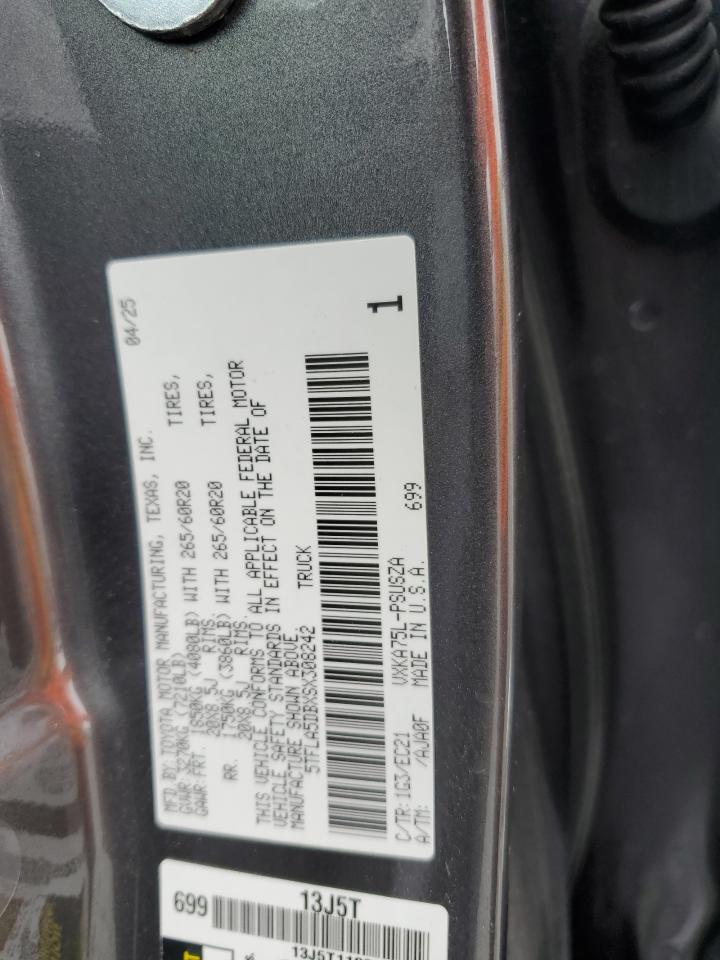 MFD.BY: TOYOTA MOTOR MANUFACTURING, TEXAS, INC. 04/25
GVWR: 3270KG (7210LB)
GAWR: FRT. 1850KG (4080LB) WITH 265/60R20 TIRES,
20X8.5J RIMS,
RR. 1750KG (3860LB) WITH 265/60R20 TIRES,
20X8.5J RIMS.
THIS VEHICLE CONFORMS TO ALL APPLICABLE FEDERAL MOTOR
VEHICLE SAFETY STANDARDS IN EFFECT ON THE DATE OF
MANUFACTURE SHOWN ABOVE.
5TFLA5DBXSX308242 TRUCK
1
C/TR: 1G3/EC21 VXKA75L-PSUSZA 699
A/TM: /AJA0F MADE IN U.S.A.
699 13J5T